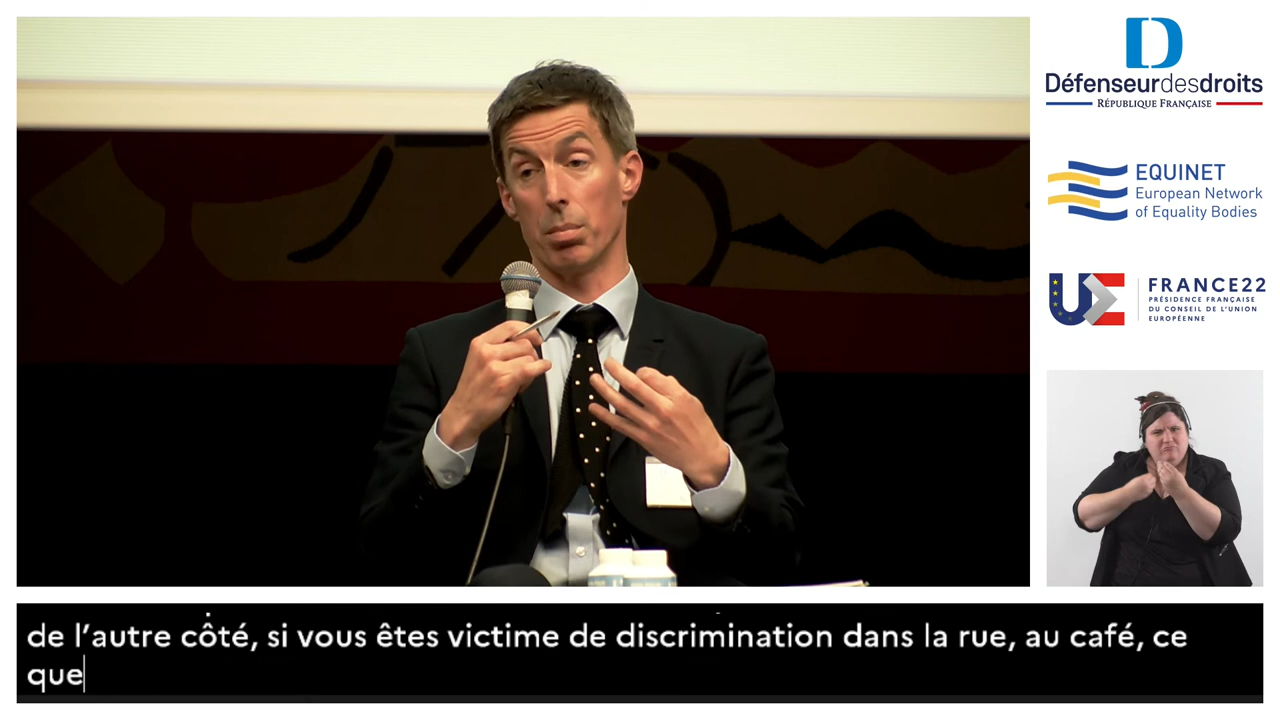 Défenseurdesdroits
RÉPUBLIQUE FRANÇAISE
EQUINET
European Network
of Equality Bodies
UE
FRANCE22
PRÉSIDENCE FRANÇAISE
DU CONSEIL DE L'UNION
EUROPÉENNE
de l'autre côté, si vous êtes victime de discrimination dans la rue, au café, ce
que